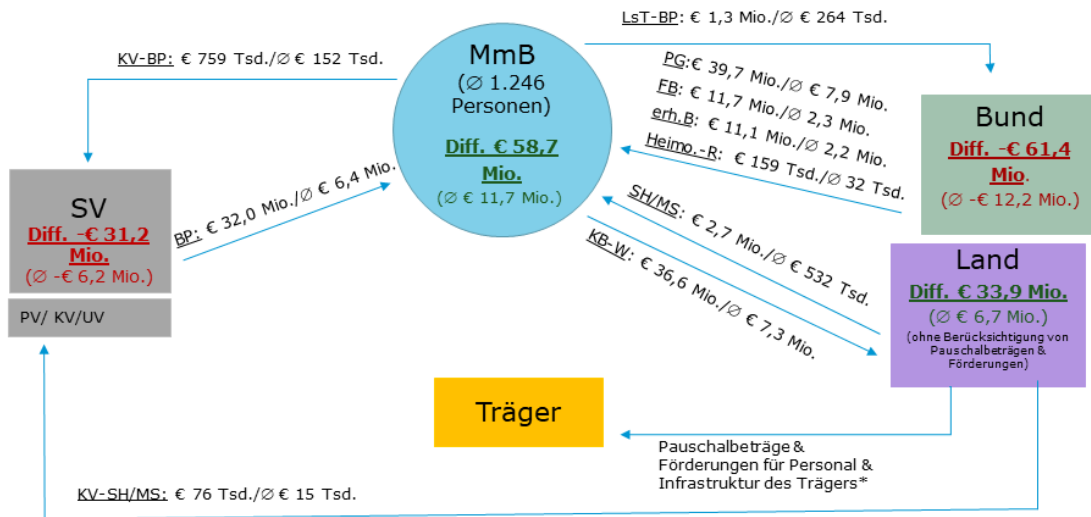 LsT-BP: € 1,3 Mio./Ø € 264 Tsd.
KV-BP: € 759 Tsd./Ø € 152 Tsd.
MmB
(Ø 1.246
Personen)
Diff. € 58,7
Mio.
(Ø € 11,7 Mio.)
PG:€ 39,7 Mio./Ø € 7,9 Mio.
FB: € 11,7 Mio./Ø 2,3 Mio.
erh.B: € 11,1 Mio./Ø 2,2 Mio.
Heimo.-R: € 159 Tsd./Ø 32 Tsd.
Bund
Diff. -€ 61,4
Mio.
(Ø -€ 12,2 Mio.)
SV
Diff. -€ 31,2
Mio.
(Ø -€ 6,2 Mio.)
PV/ KV/UV
BP: € 32,0 Mio./Ø € 6,4 Mio.
SH/MS: € 2,7 Mio./Ø € 532 Tsd.
KB-W: € 36,6 Mio./Ø € 7,3 Mio.
Land
Diff. € 33,9 Mio.
(Ø € 6,7 Mio.)
(ohne Berücksichtigung von
Pauschalbeträgen &
Förderungen)
Träger
Pauschalbeträge &
Förderungen für Personal &
Infrastruktur des Trägers*
KV-SH/MS: € 76 Tsd./Ø € 15 Tsd.